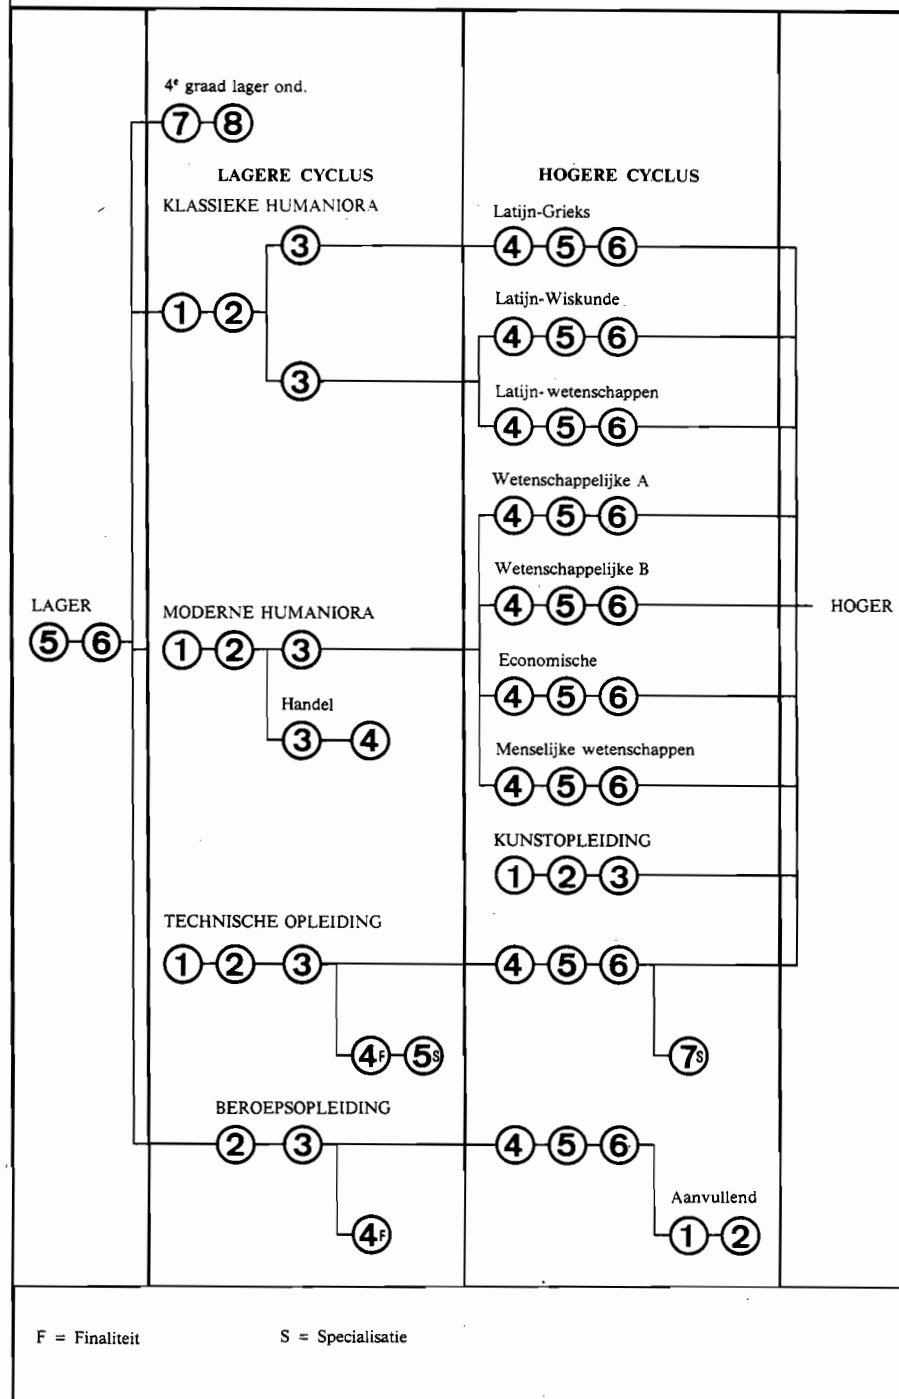 4ᵉ graad lager ond.
7 8
LAGERE CYCLUS
HOGERE CYCLUS
KLASSIEKE HUMANIORA
Latijn-Grieks
3
4 5 6
1 2
Latijn-Wiskunde
4 5 6
3
Latijn-wetenschappen
4 5 6
Wetenschappelijke A
4 5 6
Wetenschappelijke B
4 5 6
LAGER
5 6
MODERNE HUMANIORA
HOGER
1 2 3
Economische
4 5 6
Handel
3 4
Menselijke wetenschappen
4 5 6
KUNSTOPLEIDING
1 2 3
TECHNISCHE OPLEIDING
1 2 3
4 5 6
4F 5S
7S
BEROEPSOPLEIDING
2 3
4 5 6
Aanvullend
4F
1 2
F = Finaliteit
S = Specialisatie